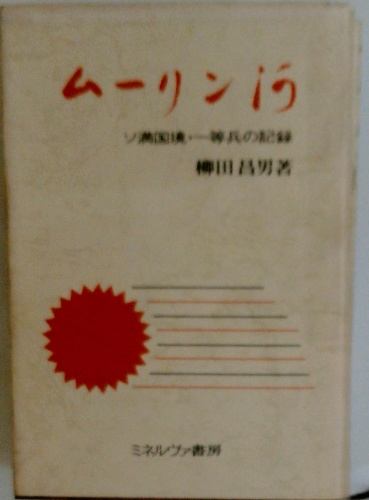 ムーリン河
ソ満国境・一等兵の記録
柳田昌男著
ミネルヴァ書房